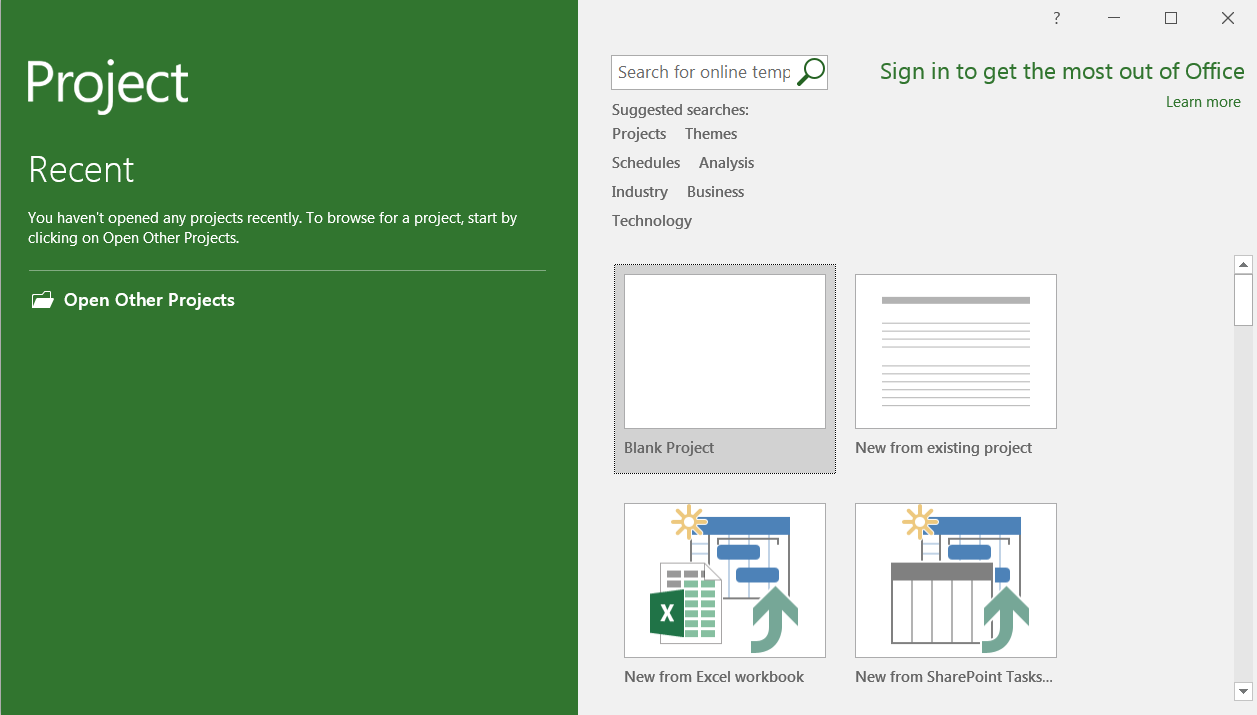 ?
Project
Recent
You haven't opened any projects recently. To browse for a project, start by
clicking on Open Other Projects.
Open Other Projects
Search for online temp
Sign in to get the most out of Office
Learn more
Suggested searches:
Projects Themes
Schedules Analysis
Industry Business
Technology
Blank Project
New from existing project
X
New from Excel workbook
New from SharePoint Tasks...